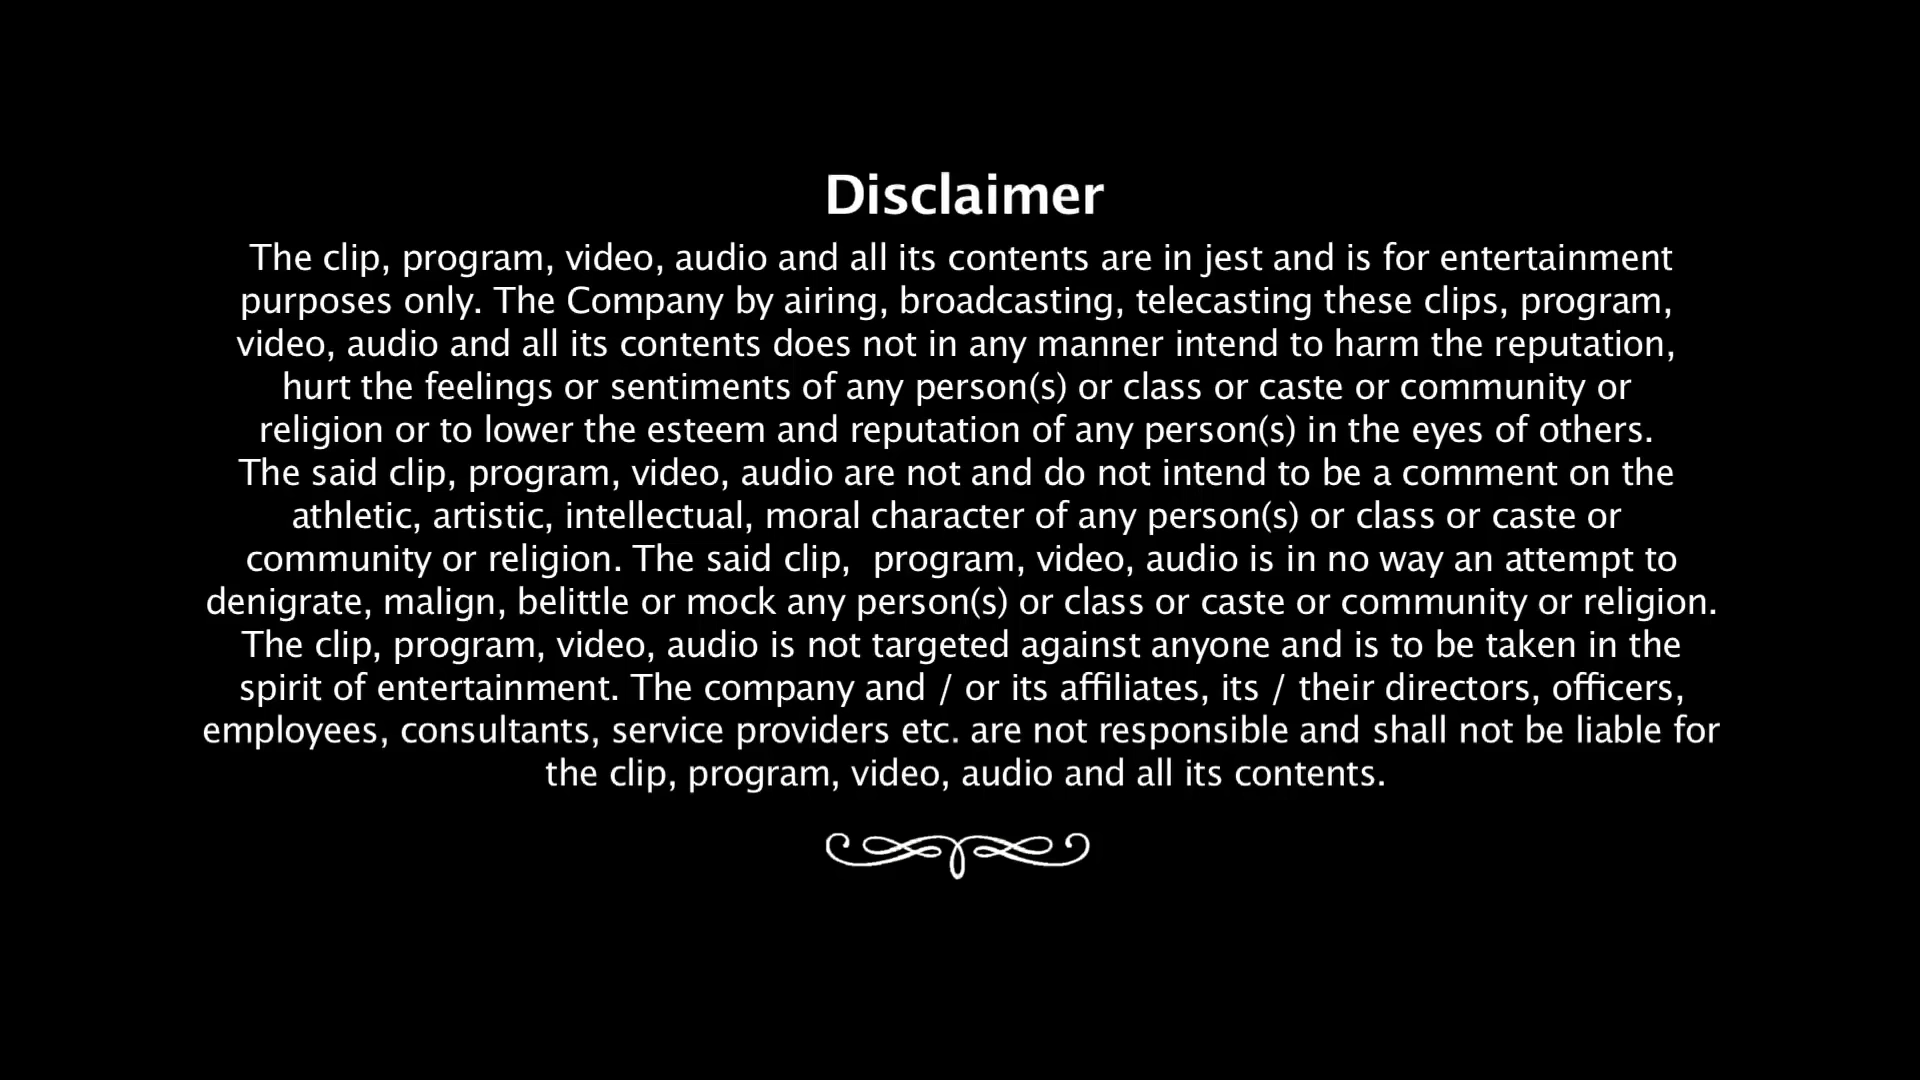 Disclaimer
The clip, program, video, audio and all its contents are in jest and is for entertainment
purposes only. The Company by airing, broadcasting, telecasting these clips, program,
video, audio and all its contents does not in any manner intend to harm the reputation,
hurt the feelings or sentiments of any person(s) or class or caste or community or
religion or to lower the esteem and reputation of any person(s) in the eyes of others.
The said clip, program, video, audio are not and do not intend to be a comment on the
athletic, artistic, intellectual, moral character of any person(s) or class or caste or
community or religion. The said clip,  program, video, audio is in no way an attempt to
denigrate, malign, belittle or mock any person(s) or class or caste or community or religion.
The clip, program, video, audio is not targeted against anyone and is to be taken in the
spirit of entertainment. The company and / or its affiliates, its / their directors, officers,
employees, consultants, service providers etc. are not responsible and shall not be liable for
the clip, program, video, audio and all its contents.